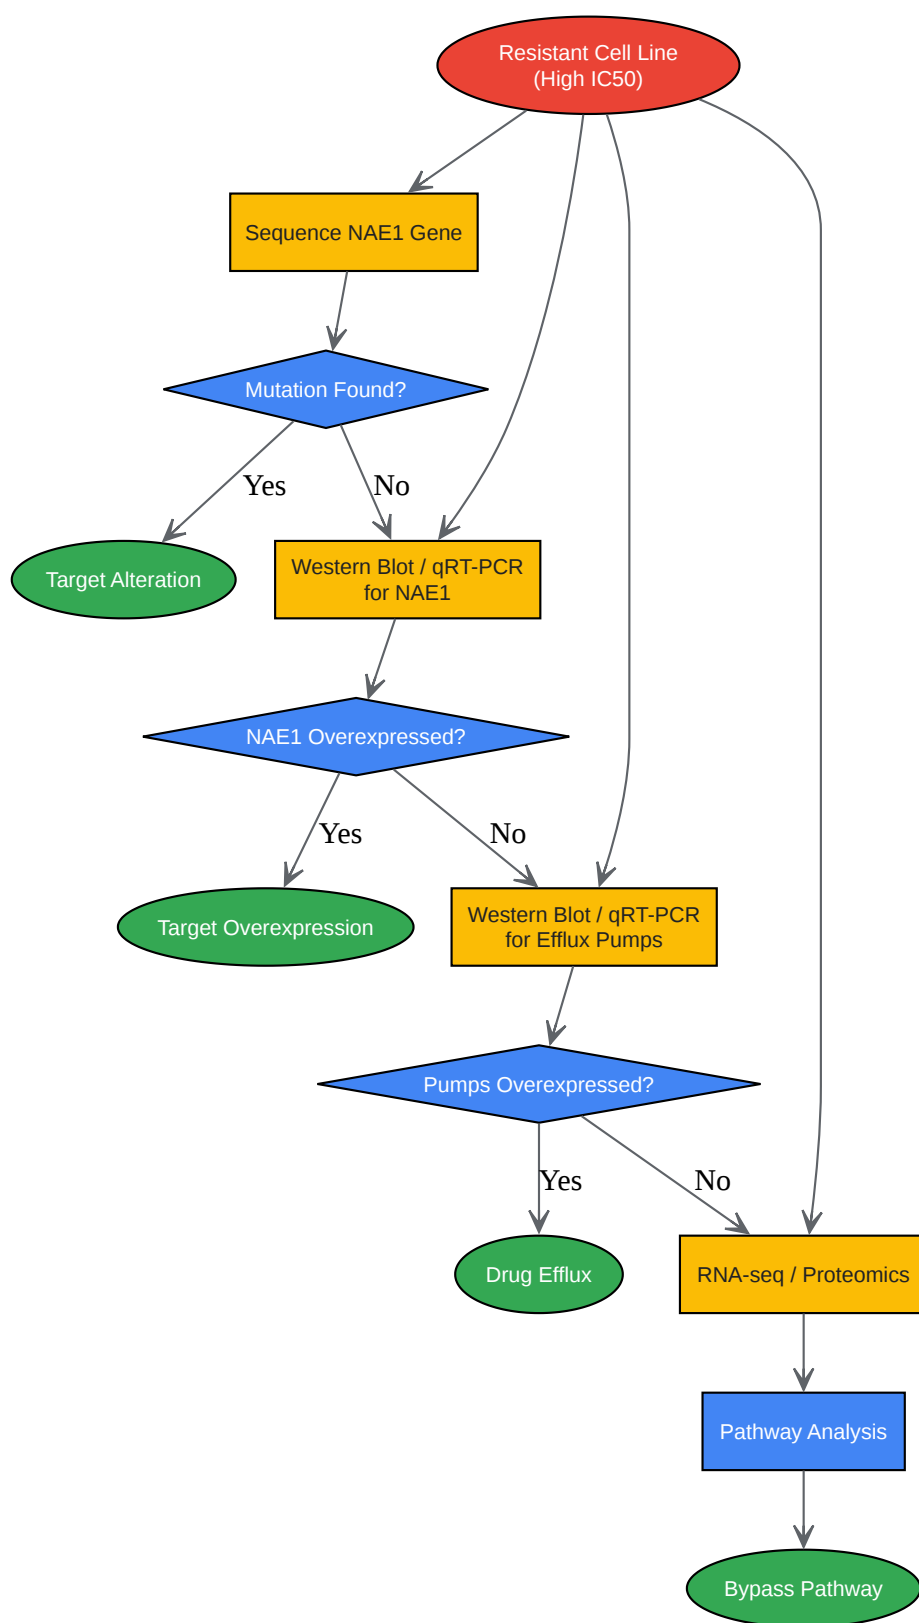 Resistant Cell Line
(High IC50)
Sequence NAE1 Gene
Mutation Found?
Yes
No
Target Alteration
Western Blot / qRT-PCR
for NAE1
NAE1 Overexpressed?
Yes
No
Target Overexpression
Western Blot / qRT-PCR
for Efflux Pumps
Pumps Overexpressed?
Yes
No
Drug Efflux
RNA-seq / Proteomics
Pathway Analysis
Bypass Pathway